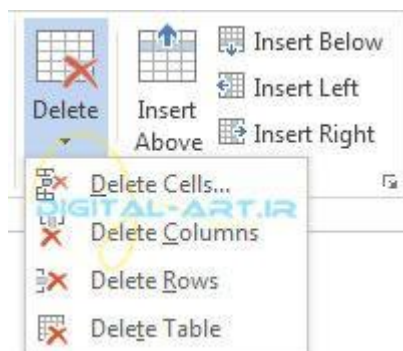 Insert Below
Insert Left
Insert Right
Delete
Insert
Above
Delete Cells...
DIGITAL-ART.IR
Delete Columns
Delete Rows
Delete Table